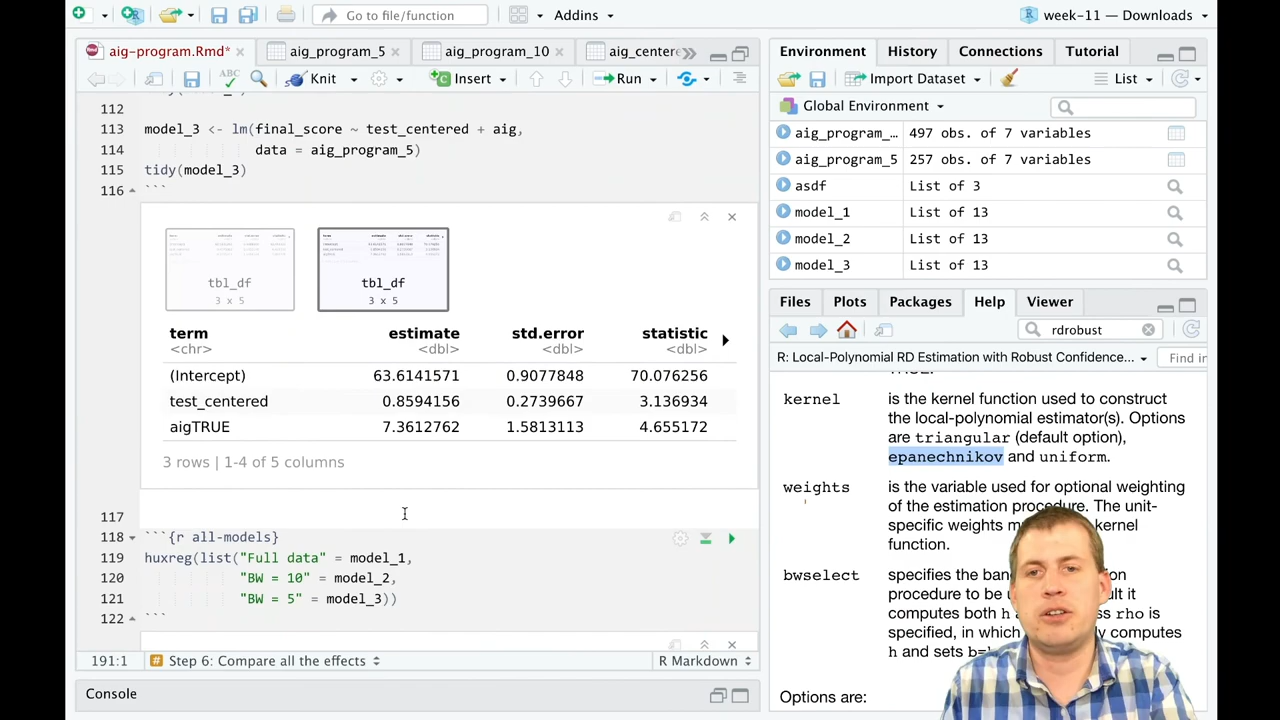 Go to file/function
Addins
week-11 — Downloads
aig-program.Rmd*
aig_program_5
aig_program_10
Knit
Insert
Run
112
113 model_3 <- lm(final_score ~ test_centered + aig,
114 data = aig_program_5)
115 tidy(model_3)
116 ```
tbl_df
3 x 5
tbl_df
3 x 5
term estimate std.error statistic
<chr> <dbl> <dbl> <dbl>
(Intercept) 63.6141571 0.9077848 70.076256
test_centered 0.8594156 0.2739667 3.136934
aigTRUE 7.3612762 1.5813113 4.655172
3 rows | 1-4 of 5 columns
117
118 ```{r all-models}
119 huxreg(list("Full data" = model_1,
120 "BW = 10" = model_2,
121 "BW = 5" = model_3))
122 ```
191:1 Step 6: Compare all the effects R Markdown
Console
Environment History Connections Tutorial
Import Dataset List
Global Environment
aig_program_… 497 obs. of 7 variables
aig_program_5 257 obs. of 7 variables
asdf List of 3
model_1 List of 13
model_2 List of 13
model_3 List of 13
Files Plots Packages Help Viewer
rdrobust
R: Local-Polynomial RD Estimation with Robust Confidence...
Find in
kernel is the kernel function used to construct
the local-polynomial estimator(s). Options
are triangular (default option),
epanechnikov and uniform.
weights is the variable used for optional weighting
of the estimation procedure. The unit-
specific weights kernel
function.
bwselect specifies the
procedure to be
computes both h rho is
specified, in which computes
h and sets
Options are: